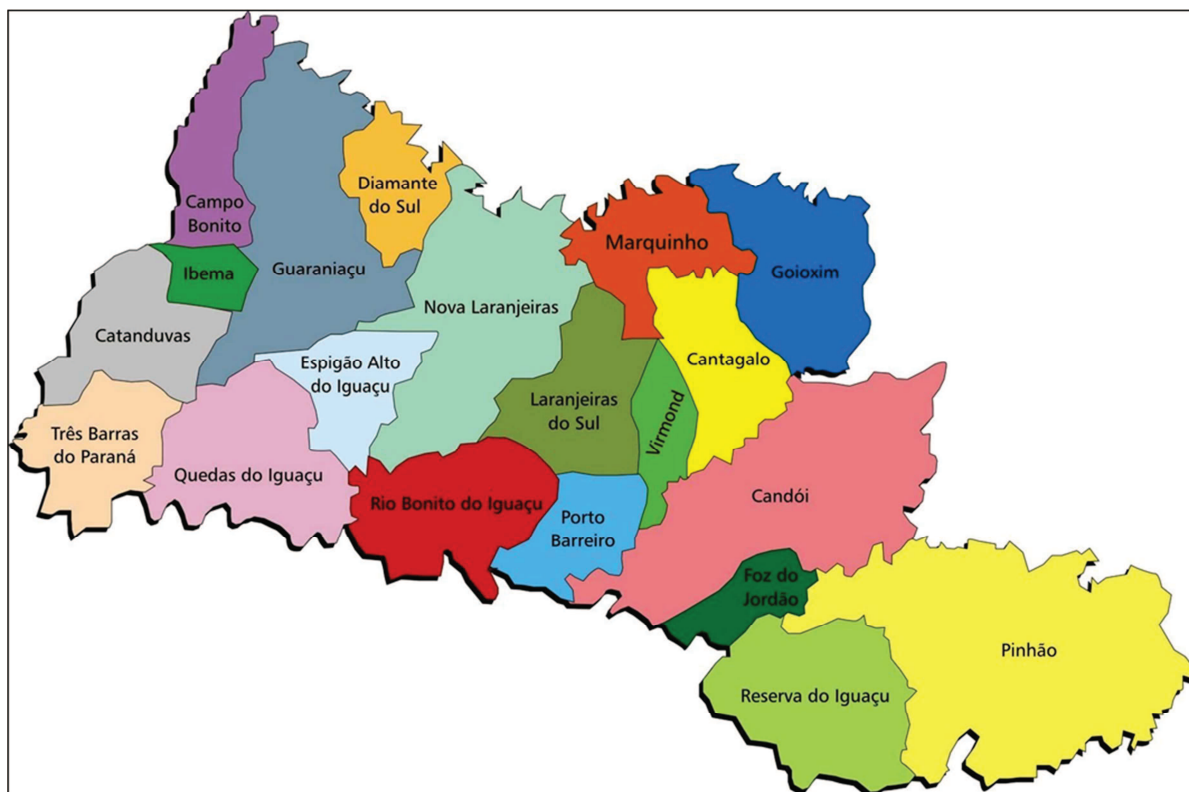 Campo
Bonito
Diamante
do Sul
Ibema
Guaraniaçu
Marquinho
Goioxim
Catanduvas
Nova Laranjeiras
Espigão Alto
do Iguaçu
Cantagalo
Laranjeiras
do Sul
Virmond
Três Barras
do Paraná
Quedas do Iguaçu
Rio Bonito do Iguaçu
Candói
Porto
Barreiro
Foz do
Jordão
Pinhão
Reserva do Iguaçu